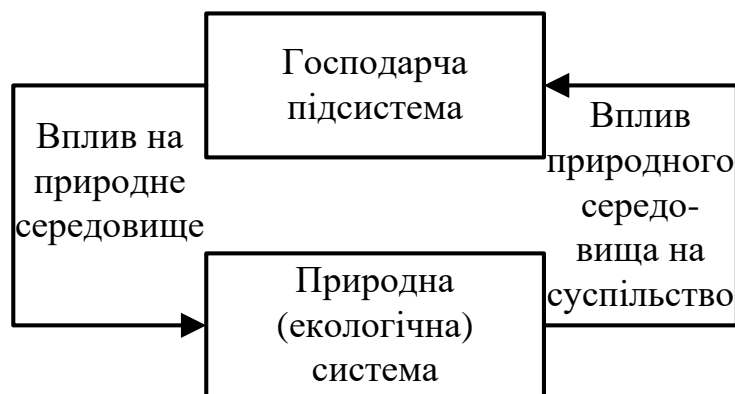 Господарча
підсистема
Вплив на
природне
середовище
Вплив
природного
середо-
вища на
суспільство
Природна
(екологічна)
система